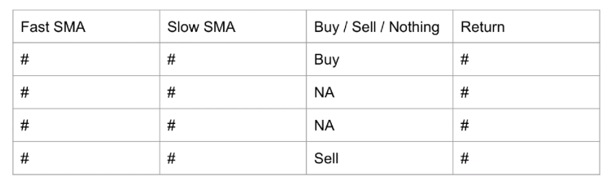 Fast SMA Slow SMA Buy / Sell / Nothing Return
# # Buy #
# # NA #
# # NA #
# # Sell #